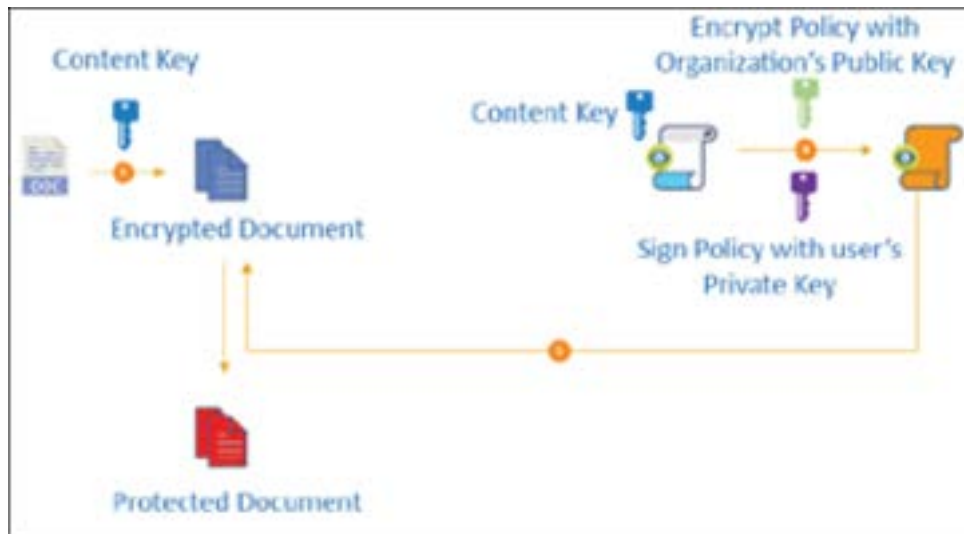 Content Key
DOC
Encrypted Document
Protected Document
Encrypt Policy with
Organization's Public Key
Content Key
Sign Policy with user's
Private Key